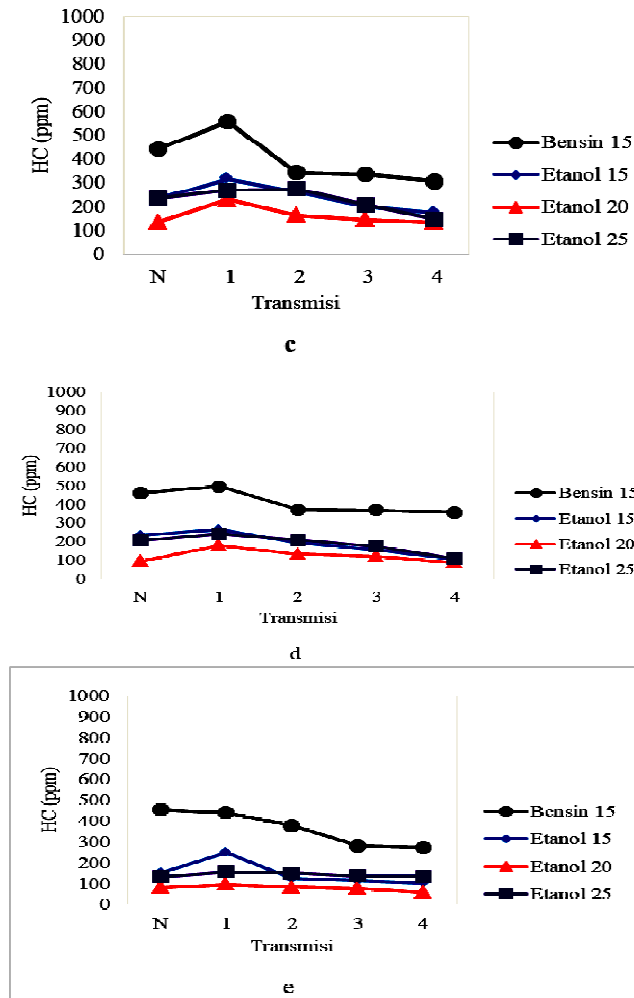 1000
900
800
700
600
500
400
300
200
100
0
HC (ppm)
N 1 2 3 4
Transmisi
Bensin 15
Etanol 15
Etanol 20
Etanol 25
c
1000
900
800
700
600
500
400
300
200
100
0
HC (ppm)
N 1 2 3 4
Transmisi
Bensin 15
Etanol 15
Etanol 20
Etanol 25
d
1000
900
800
700
600
500
400
300
200
100
0
HC (ppm)
N 1 2 3 4
Transmisi
Bensin 15
Etanol 15
Etanol 20
Etanol 25
e